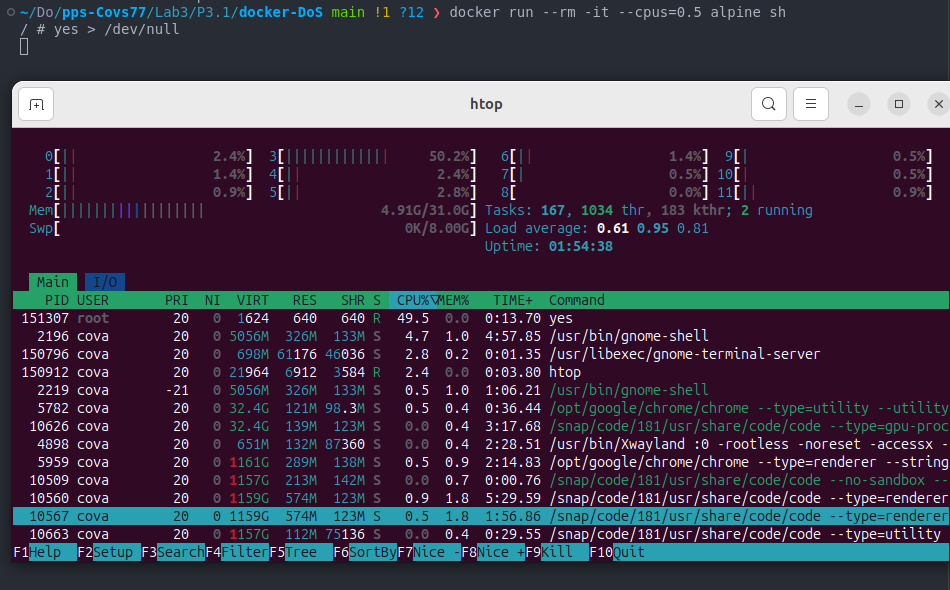 ~/Do/pps-Covs77/Lab3/P3.1/docker-DoS main !1 ?12 ❯ docker run --rm -it --cpus=0.5 alpine sh
/ # yes > /dev/null
htop
0[|| 2.4%] 3[||||||||||||| 50.2%] 6[|| 1.4%] 9[| 0.5%]
1[|| 1.4%] 4[|| 2.4%] 7[| 0.5%] 10[| 0.5%]
2[|| 0.9%] 5[|| 2.8%] 8[ 0.0%] 11[|| 0.9%]
Mem[|||||||||||||||||| 4.91G/31.0G] Tasks: 167, 1034 thr, 183 kthr; 2 running
Swp[ 0K/8.00G] Load average: 0.61 0.95 0.81
Uptime: 01:54:38
Main I/O
PID USER PRI NI VIRT RES SHR S CPU%▽MEM% TIME+ Command
151307 root 20 0 1624 640 640 R 49.5 0.0 0:13.70 yes
2196 cova 20 0 5056M 326M 133M S 4.7 1.0 4:57.85 /usr/bin/gnome-shell
150796 cova 20 0 698M 61176 46036 S 2.8 0.2 0:01.35 /usr/libexec/gnome-terminal-server
150912 cova 20 0 21964 6912 3584 R 2.4 0.0 0:03.80 htop
2219 cova -21 0 5056M 326M 133M S 0.5 1.0 1:06.21 /usr/bin/gnome-shell
5782 cova 20 0 32.4G 121M 98.3M S 0.5 0.4 0:36.44 /opt/google/chrome/chrome --type=utility --utility
10626 cova 20 0 32.4G 139M 123M S 0.0 0.4 3:17.68 /snap/code/181/usr/share/code/code --type=gpu-proc
4898 cova 20 0 651M 132M 87360 S 0.0 0.4 2:28.51 /usr/bin/Xwayland :0 -rootless -noreset -accessx -
5959 cova 20 0 1161G 289M 138M S 0.5 0.9 2:14.83 /opt/google/chrome/chrome --type=renderer --string
10509 cova 20 0 1157G 213M 142M S 0.0 0.7 0:00.76 /snap/code/181/usr/share/code/code --no-sandbox --
10560 cova 20 0 1159G 574M 123M S 0.9 1.8 5:29.59 /snap/code/181/usr/share/code/code --type=renderer
10567 cova 20 0 1159G 574M 123M S 0.5 1.8 1:56.86 /snap/code/181/usr/share/code/code --type=renderer
10663 cova 20 0 1157G 112M 75136 S 0.0 0.4 0:29.55 /snap/code/181/usr/share/code/code --type=utility
F1Help F2Setup F3SearchF4FilterF5Tree F6SortByF7Nice -F8Nice +F9Kill F10Quit